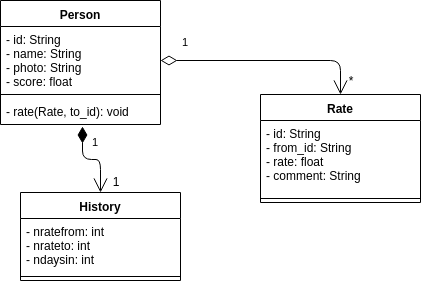 Person
- id: String
- name: String
- photo: String
- score: float
- rate(Rate, to_id): void
1
*
Rate
- id: String
- from_id: String
- rate: float
- comment: String
1
1
History
- nratefrom: int
- nrateto: int
- ndaysin: int